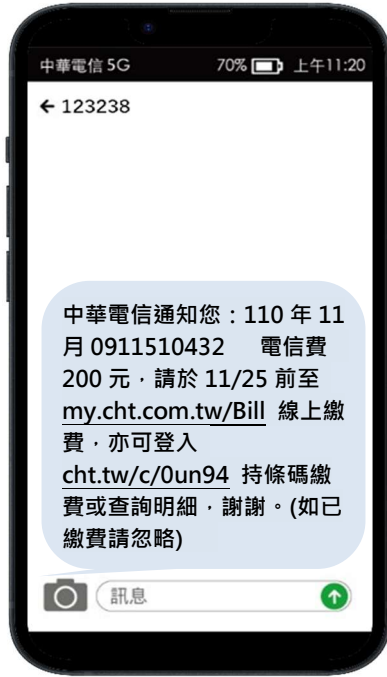 中華電信 5G 70% 上午11:20
← 123238
中華電信通知您：110 年 11
月 0911510432 電信費
200 元，請於 11/25 前至
my.cht.com.tw/Bill 線上繳
費，亦可登入
cht.tw/c/0un94 持條碼繳
費或查詢明細，謝謝。(如已
繳費請忽略)
訊息